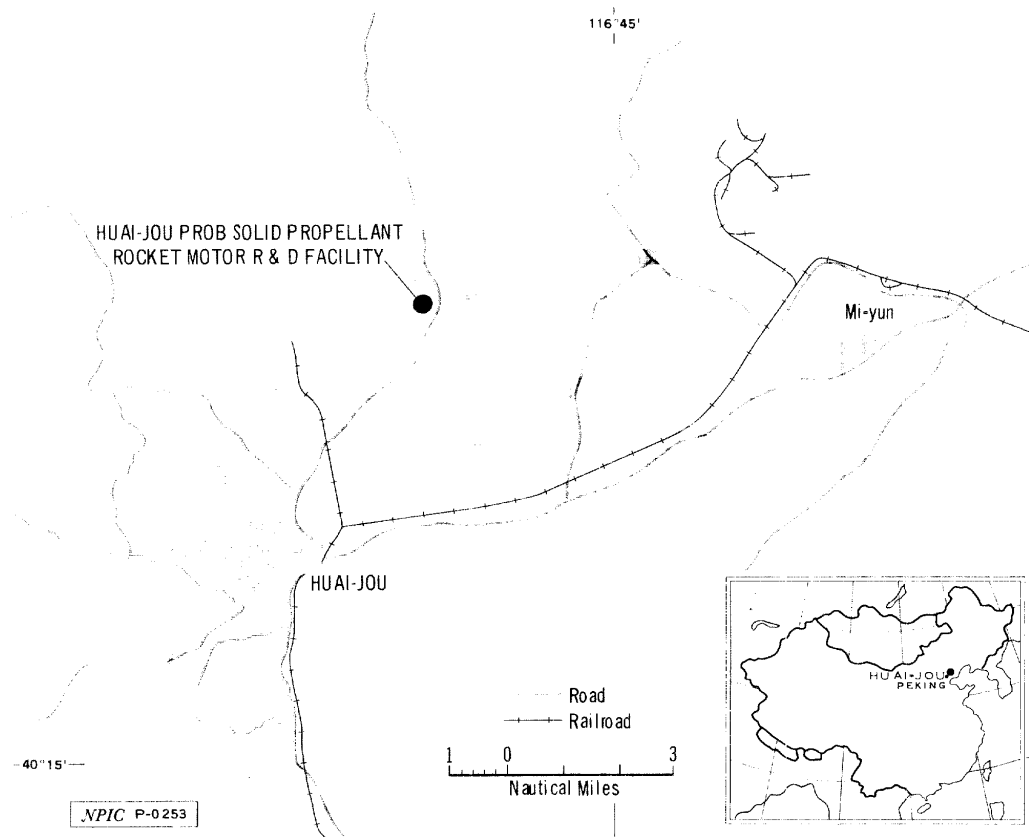 116°45'
HUAI-JOU PROB SOLID PROPELLANT
ROCKET MOTOR R & D FACILITY
Mi-yun
HUAI-JOU
HUAI-JOU
PEKING
Road
Railroad
40°15'
1 0 3
Nautical Miles
NPIC P-0253